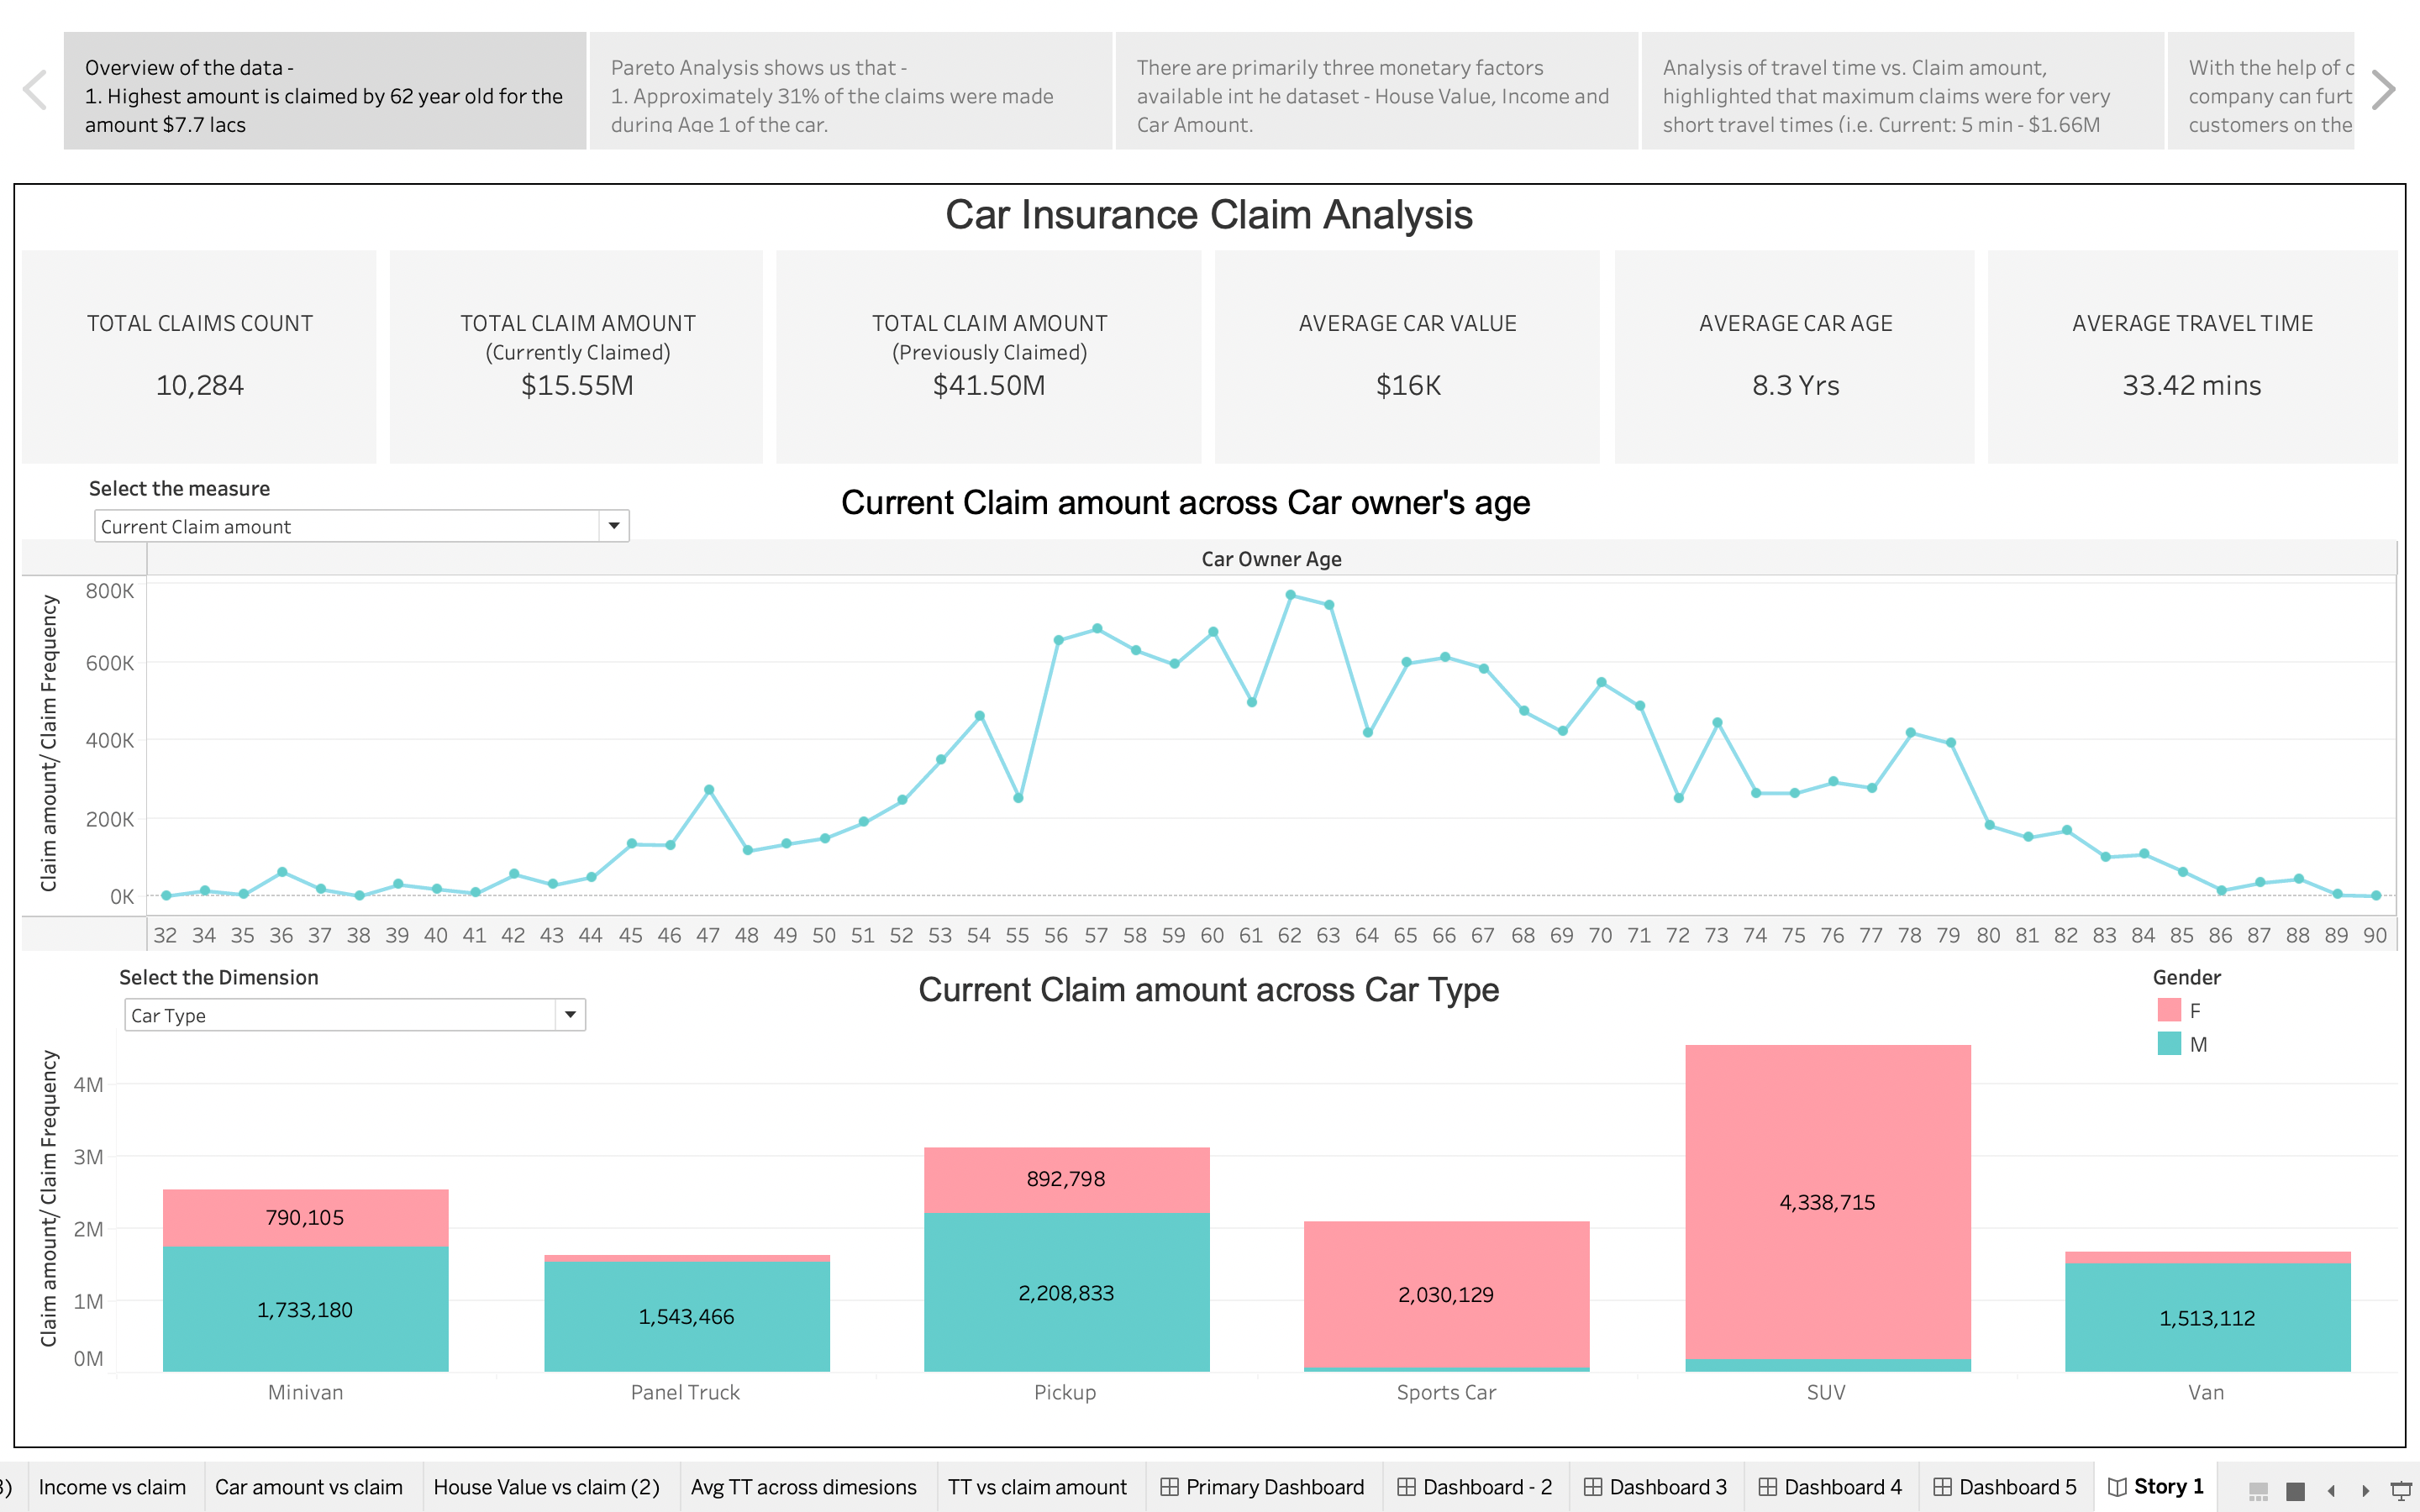 Overview of the data -
1. Highest amount is claimed by 62 year old for the
amount $7.7 lacs
Pareto Analysis shows us that -
1. Approximately 31% of the claims were made
during Age 1 of the car.
There are primarily three monetary factors
available int he dataset - House Value, Income and
Car Amount.
Analysis of travel time vs. Claim amount,
highlighted that maximum claims were for very
short travel times (i.e. Current: 5 min - $1.66M
With the help of c
company can furt
customers on the
Car Insurance Claim Analysis
TOTAL CLAIMS COUNT
10,284
TOTAL CLAIM AMOUNT
(Currently Claimed)
$15.55M
TOTAL CLAIM AMOUNT
(Previously Claimed)
$41.50M
AVERAGE CAR VALUE
$16K
AVERAGE CAR AGE
8.3 Yrs
AVERAGE TRAVEL TIME
33.42 mins
Select the measure
Current Claim amount
Current Claim amount across Car owner's age
Car Owner Age
Claim amount/ Claim Frequency
800K
600K
400K
200K
0K
32 34 35 36 37 38 39 40 41 42 43 44 45 46 47 48 49 50 51 52 53 54 55 56 57 58 59 60 61 62 63 64 65 66 67 68 69 70 71 72 73 74 75 76 77 78 79 80 81 82 83 84 85 86 87 88 89 90
Select the Dimension
Car Type
Current Claim amount across Car Type
Gender
F
M
Claim amount/ Claim Frequency
4M
3M
2M
1M
0M
790,105
1,733,180
1,543,466
892,798
2,208,833
2,030,129
4,338,715
1,513,112
Minivan Panel Truck Pickup Sports Car SUV Van
3) Income vs claim Car amount vs claim House Value vs claim (2) Avg TT across dimesions TT vs claim amount Primary Dashboard Dashboard - 2 Dashboard 3 Dashboard 4 Dashboard 5 Story 1